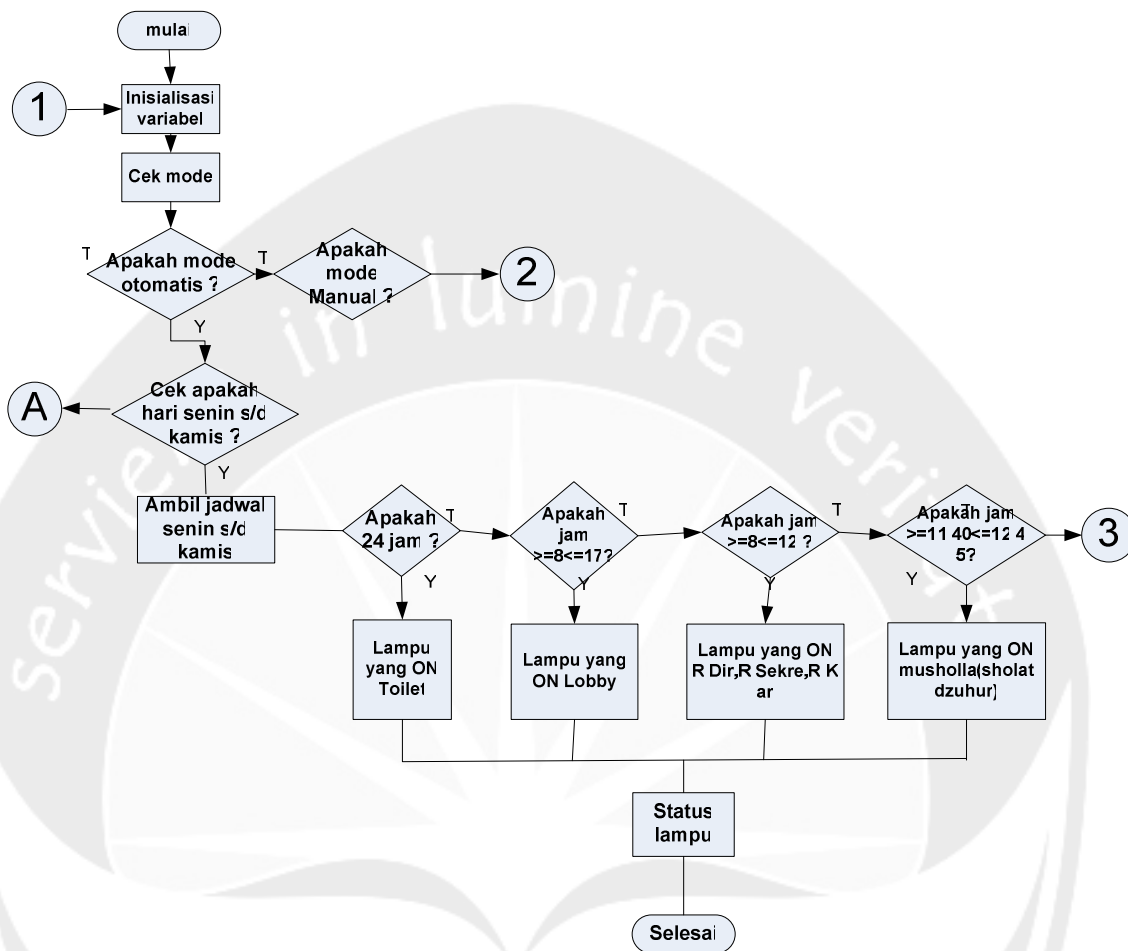 mulai
1
Inisialisasi
variabel
Cek mode
T
Apakah mode
otomatis ?
T
Apakah
mode
Manual ?
2
Y
A
Cek apakah
hari senin s/d
kamis ?
Y
Ambil jadwal
senin s/d
kamis
Apakah
24 jam ?
T
Y
Apakah
jam
>=8<=17?
T
Y
Apakah jam
>=8<=12 ?
T
Y
T
Apakah jam
>=11 40<=12 4
5?
Y
3
Lampu
yang ON
Toilet
Lampu yang
ON Lobby
Lampu yang ON
R Dir,R Sekre,R K
ar
Lampu yang ON
musholla(sholat
dzuhur)
Status
lampu
Selesai
in lumine